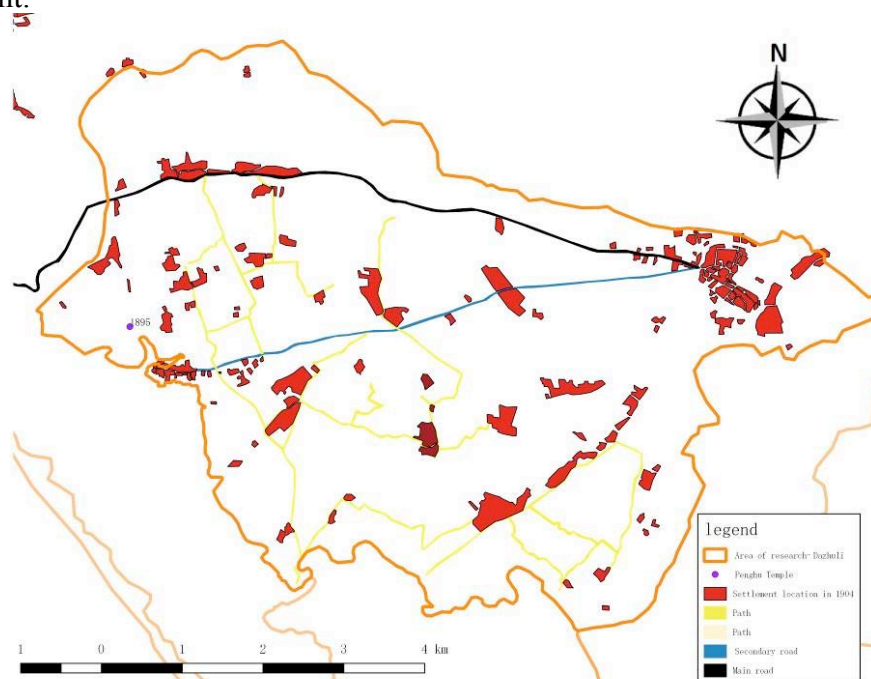 nt.
N
1895
legend
Area of research-Dazhuli
Penghu Temple
Settlement location in 1904
Path
Path
Secondary road
Main road
1 0 1 2 3 4 km